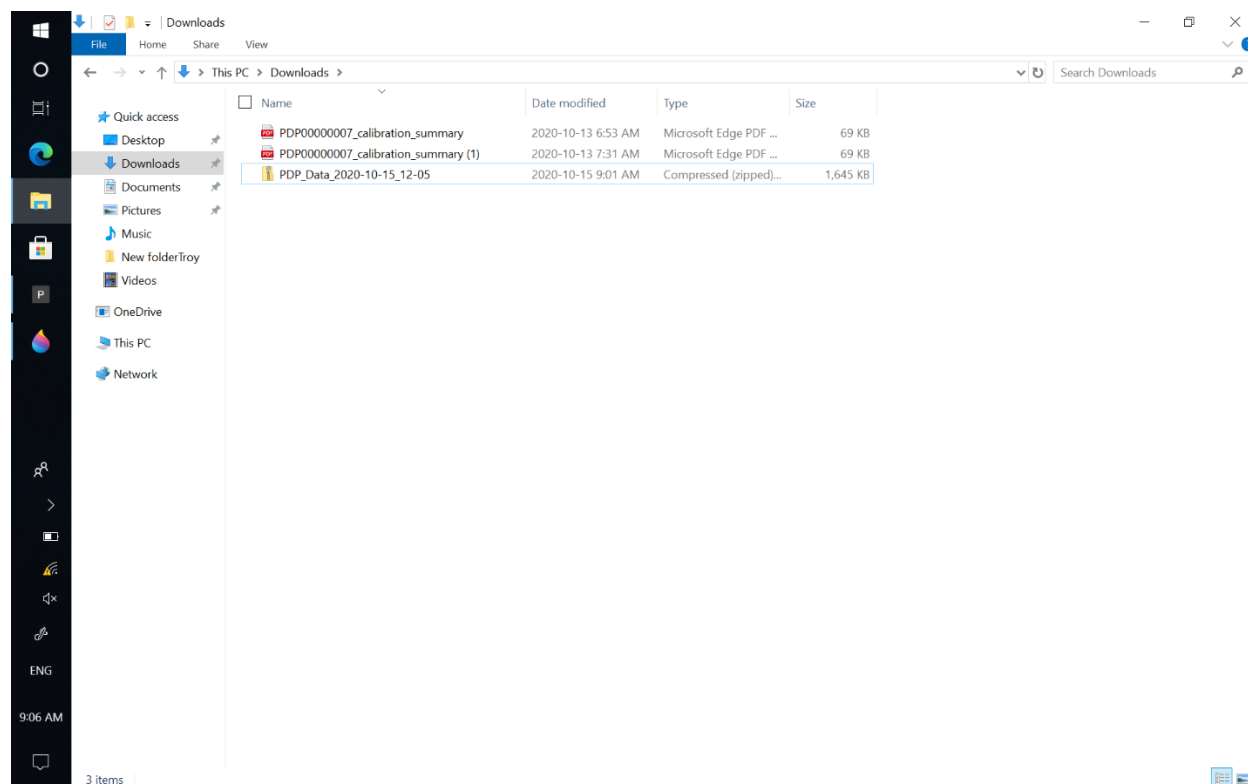 Downloads
File Home Share View
This PC > Downloads >
Search Downloads
Name Date modified Type Size
Quick access
Desktop
Downloads
Documents
Pictures
Music
New folderTroy
Videos
OneDrive
This PC
Network
PDF PDP00000007_calibration_summary 2020-10-13 6:53 AM Microsoft Edge PDF ... 69 KB
PDF PDP00000007_calibration_summary (1) 2020-10-13 7:31 AM Microsoft Edge PDF ... 69 KB
PDP_Data_2020-10-15_12-05 2020-10-15 9:01 AM Compressed (zipped)... 1,645 KB
P
ENG
9:06 AM
3 items